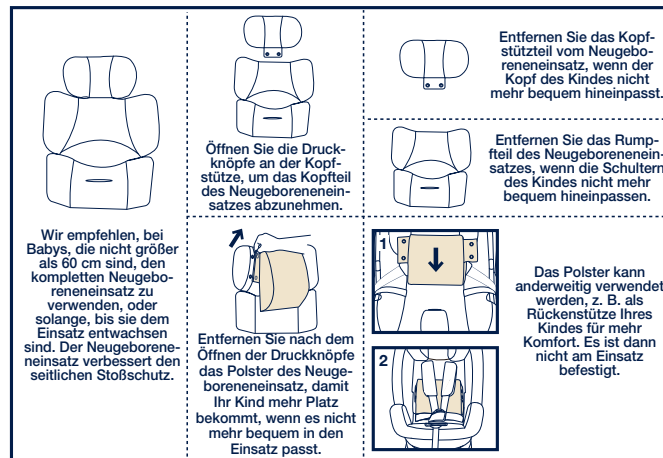 Wir empfehlen, bei
Babys, die nicht größer
als 60 cm sind, den
kompletten Neugebo-
reneneinsatz zu
verwenden, oder
solange, bis sie dem
Einsatz entwachsen
sind. Der Neugeborene-
neinsatz verbessert den
seitlichen Stoßschutz.
Öffnen Sie die Druck-
knöpfe an der Kopf-
stütze, um das Kopfteil
des Neugeboreneneein-
satzes abzunehmen.
Entfernen Sie nach dem
Öffnen der Druckknöpfe
das Polster des Neuge-
boreneneinsatz, damit
Ihr Kind mehr Platz
bekommt, wenn es nicht
mehr bequem in den
Einsatz passt.
Entfernen Sie das Kopf-
stützteil vom Neugebo-
reneneinsatz, wenn der
Kopf des Kindes nicht
mehr bequem hineinpasst.
Entfernen Sie das Rump-
fteil des Neugeborenenein-
satzes, wenn die Schultern
des Kindes nicht mehr
bequem hineinpassen.
1
2
Das Polster kann
anderweitig verwendet
werden, z. B. als
Rückenstütze Ihres
Kindes für mehr
Komfort. Es ist dann
nicht am Einsatz
befestigt.